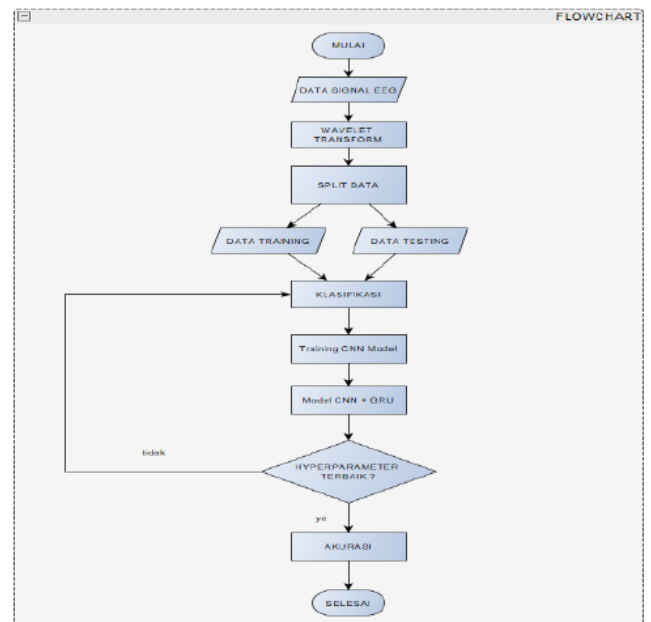 FLOWCHART
MULAI
DATA SIGNAL EEG
WAVELET
TRANSFORM
SPLIT DATA
DATA TRAINING
DATA TESTING
KLASIFIKASI
Training CNN Model
Model CNN + GRU
HYPERPARAMETER
TERBAIK ?
tidak
ya
AKURASI
SELESAI